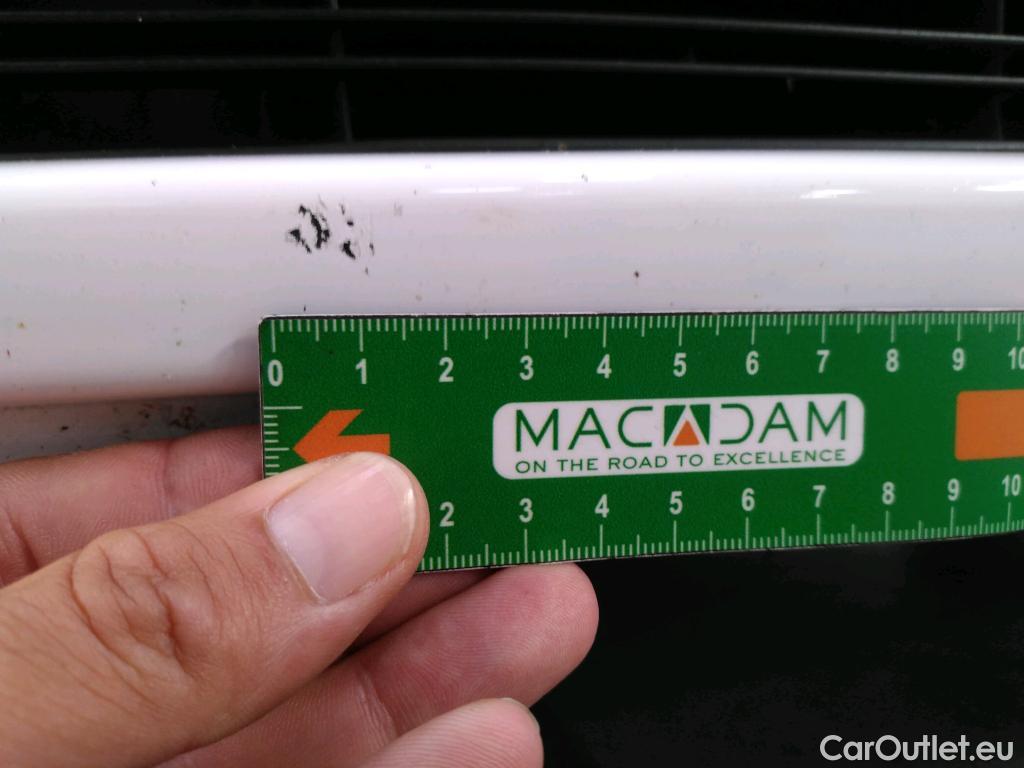 0 1 2 3 4 5 6 7 8 9 10
MACADAM
ON THE ROAD TO EXCELLENCE
2 3 4 5 6 7 8 9 10
CarOutlet.eu